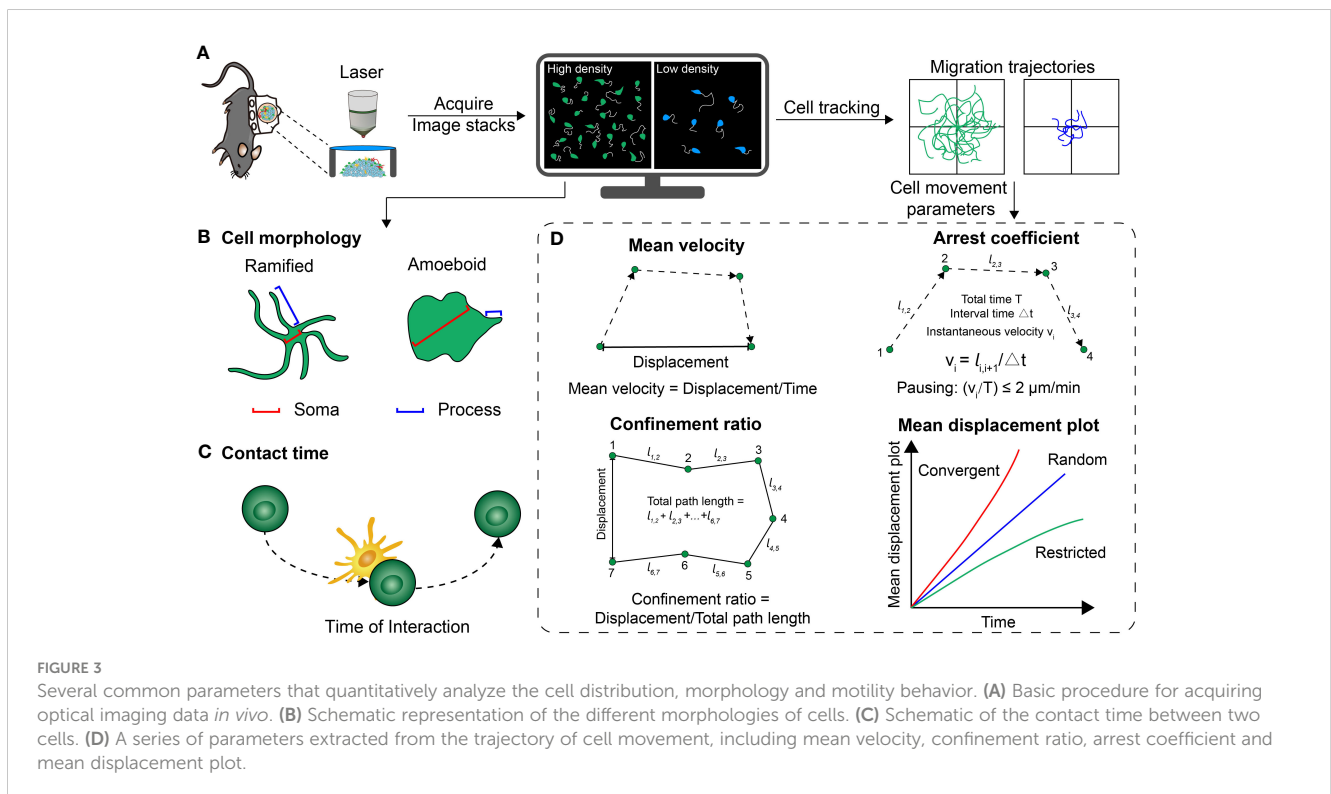 A
Laser
Acquire
Image stacks
High density
Low density
Cell tracking
Migration trajectories
Cell movement
parameters
B Cell morphology
Ramified
Amoeboid
Soma
Process
C Contact time
Time of Interaction
D
Mean velocity
Displacement
Mean velocity = Displacement/Time
Arrest coefficient
1
2
3
4
l1,2
l2,3
l3,4
Total time T
Interval time △t
Instantaneous velocity vi
vi = li,i+1/△t
Pausing: (vi/T) ≤ 2 µm/min
Confinement ratio
1
2
3
4
5
6
7
l1,2
l2,3
l3,4
l4,5
l5,6
l6,7
Displacement
Total path length =
l1,2 + l2,3 +...+l6,7
Confinement ratio =
Displacement/Total path length
Mean displacement plot
Mean displacement plot
Convergent
Random
Restricted
Time
FIGURE 3
Several common parameters that quantitatively analyze the cell distribution, morphology and motility behavior. (A) Basic procedure for acquiring
optical imaging data in vivo. (B) Schematic representation of the different morphologies of cells. (C) Schematic of the contact time between two
cells. (D) A series of parameters extracted from the trajectory of cell movement, including mean velocity, confinement ratio, arrest coefficient and
mean displacement plot.